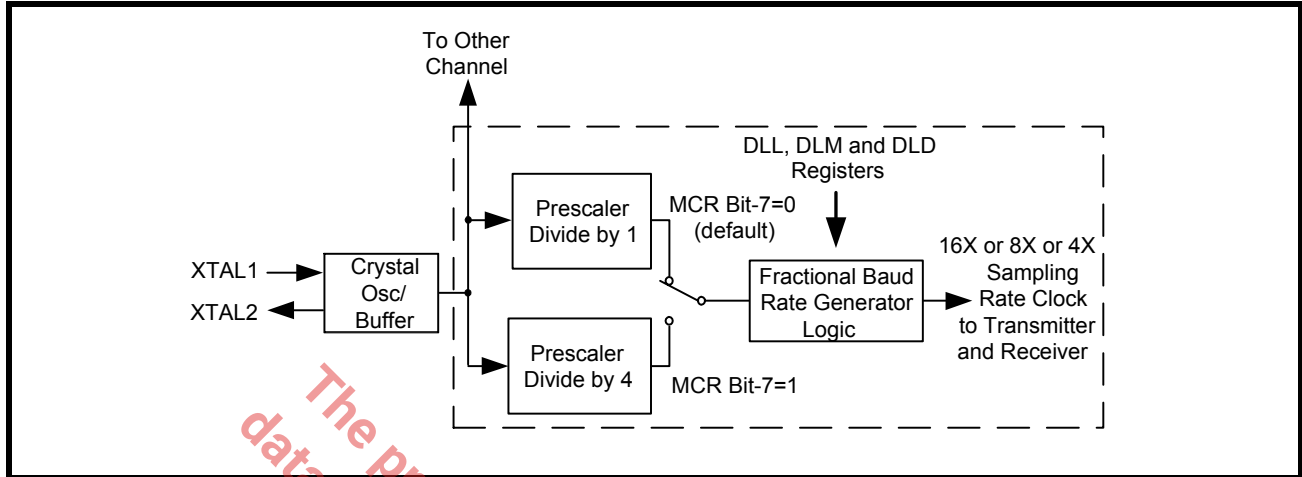 To Other
Channel
DLL, DLM and DLD
Registers
Prescaler
Divide by 1
MCR Bit-7=0
(default)
16X or 8X or 4X
Sampling
Rate Clock
to Transmitter
and Receiver
XTAL1
XTAL2
Crystal
Osc/
Buffer
Fractional Baud
Rate Generator
Logic
Prescaler
Divide by 4
MCR Bit-7=1
The